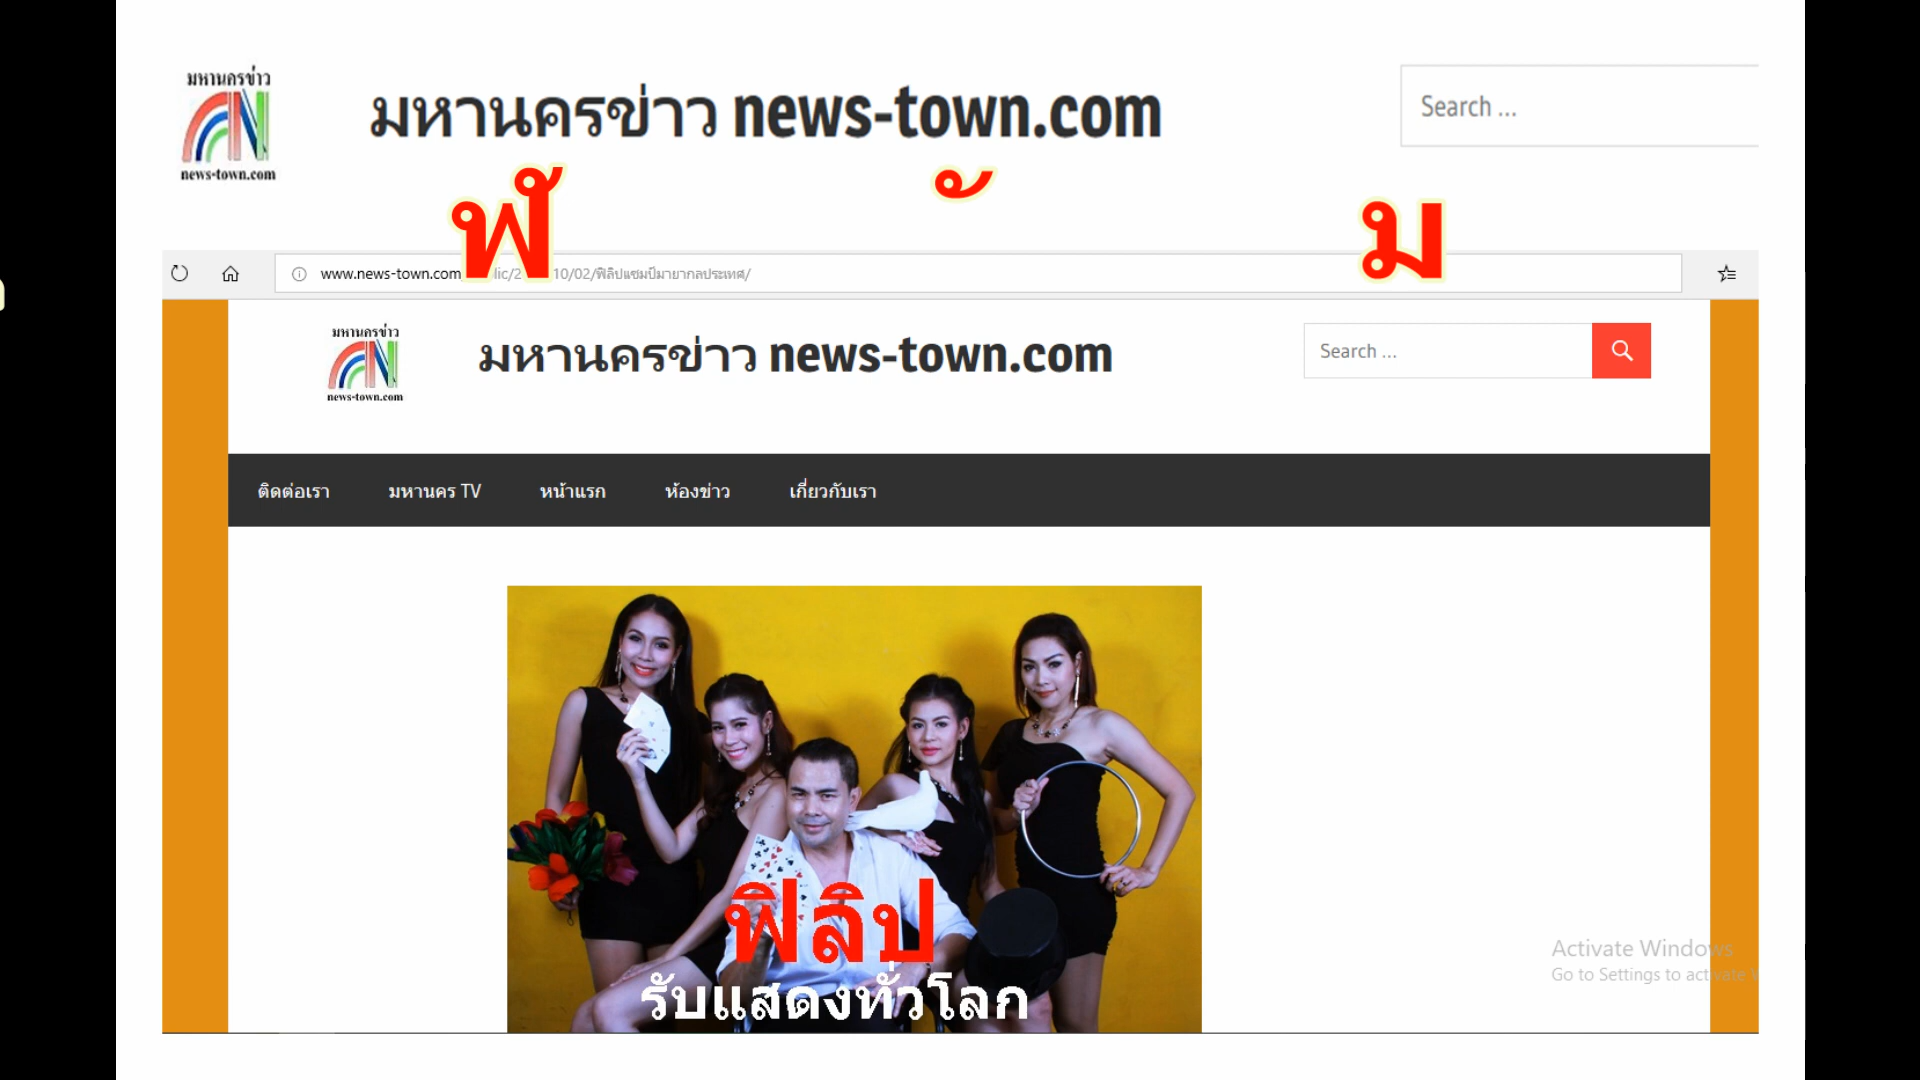 มหานครข่าว
news-town.com
มหานครข่าว news-town.com
Search ...
ฟั ั ม
www.news-town.com 10/02/ฟิลิปแชมป์มายากลประเทศ/
มหานครข่าว
news-town.com
มหานครข่าว news-town.com
Search ...
ติดต่อเรา มหานคร TV หน้าแรก ห้องข่าว เกี่ยวกับเรา
ฟิลิป
รับแสดงทั่วโลก
Activate Windows
Go to Settings to activate